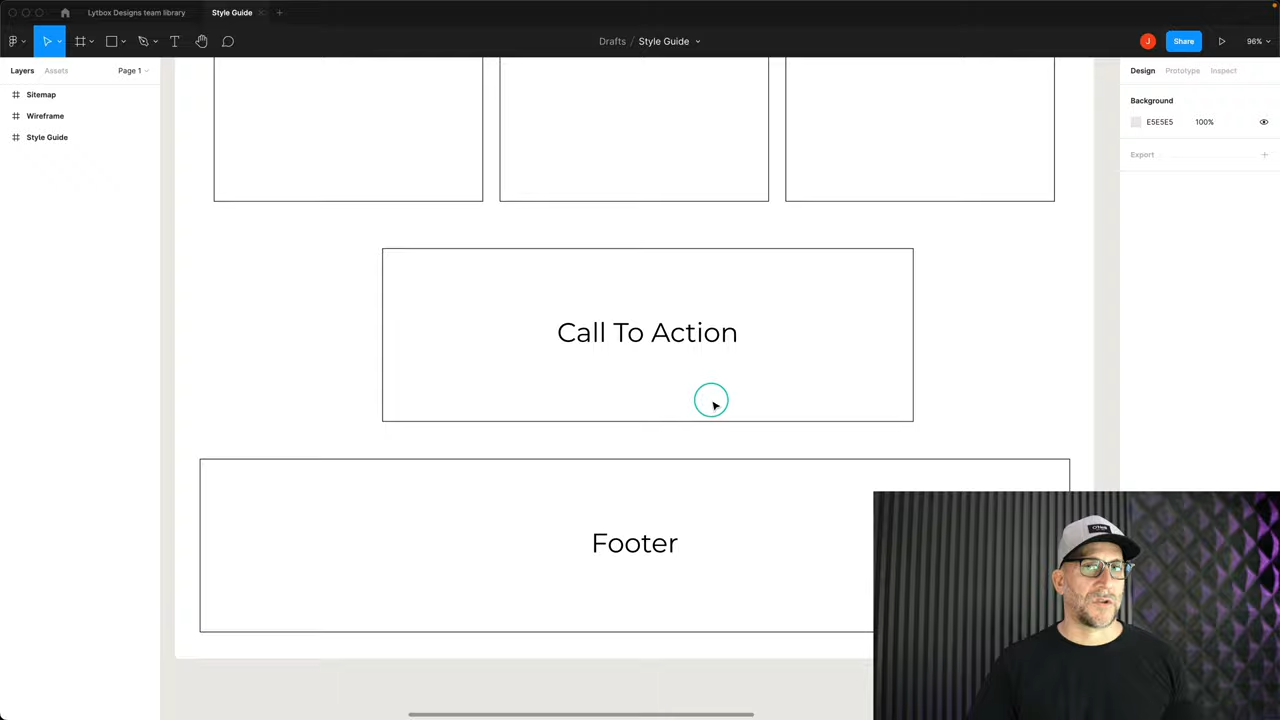 Lytbox Designs team library
Style Guide
Drafts / Style Guide
J
Share
96%
Layers
Assets
Page 1
Design
Prototype
Inspect
Sitemap
Wireframe
Style Guide
Background
E5E5E5
100%
Export
Call To Action
Footer